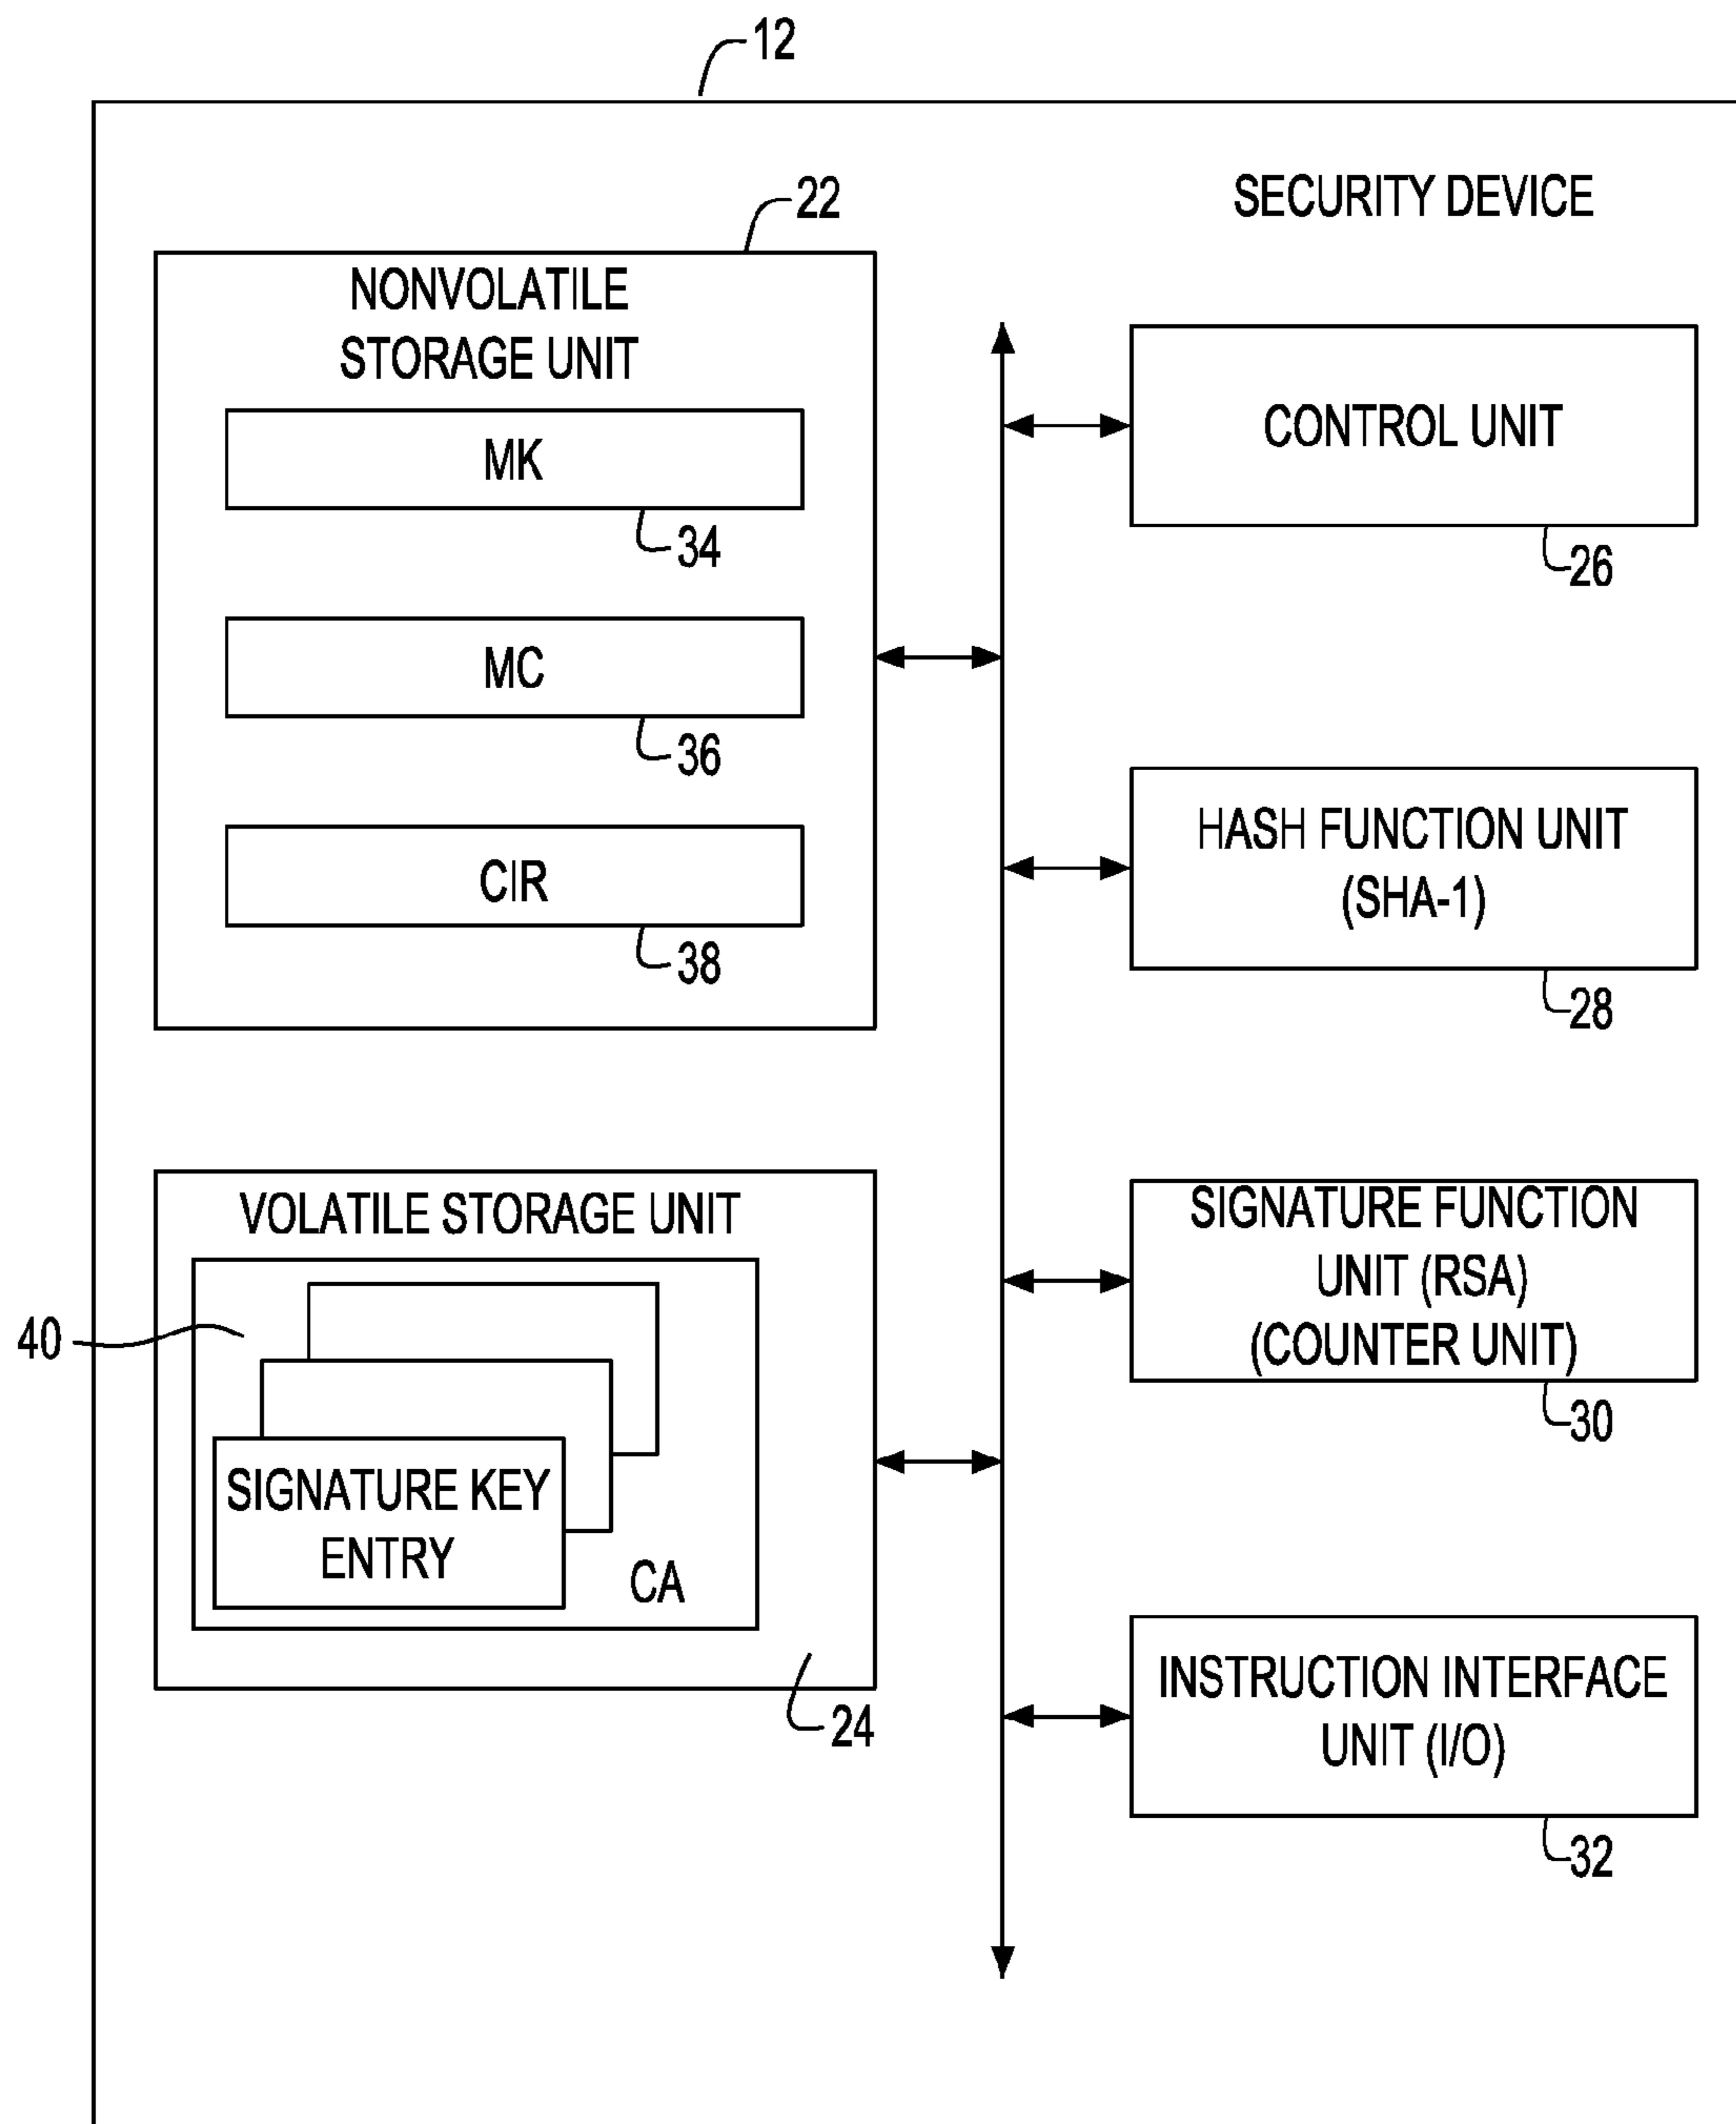 12
SECURITY DEVICE
22
NONVOLATILE
STORAGE UNIT
MK
34
MC
36
CIR
38
VOLATILE STORAGE UNIT
40
SIGNATURE KEY
ENTRY
CA
24
CONTROL UNIT
26
HASH FUNCTION UNIT
(SHA-1)
28
SIGNATURE FUNCTION
UNIT (RSA)
(COUNTER UNIT)
30
INSTRUCTION INTERFACE
UNIT (I/O)
32